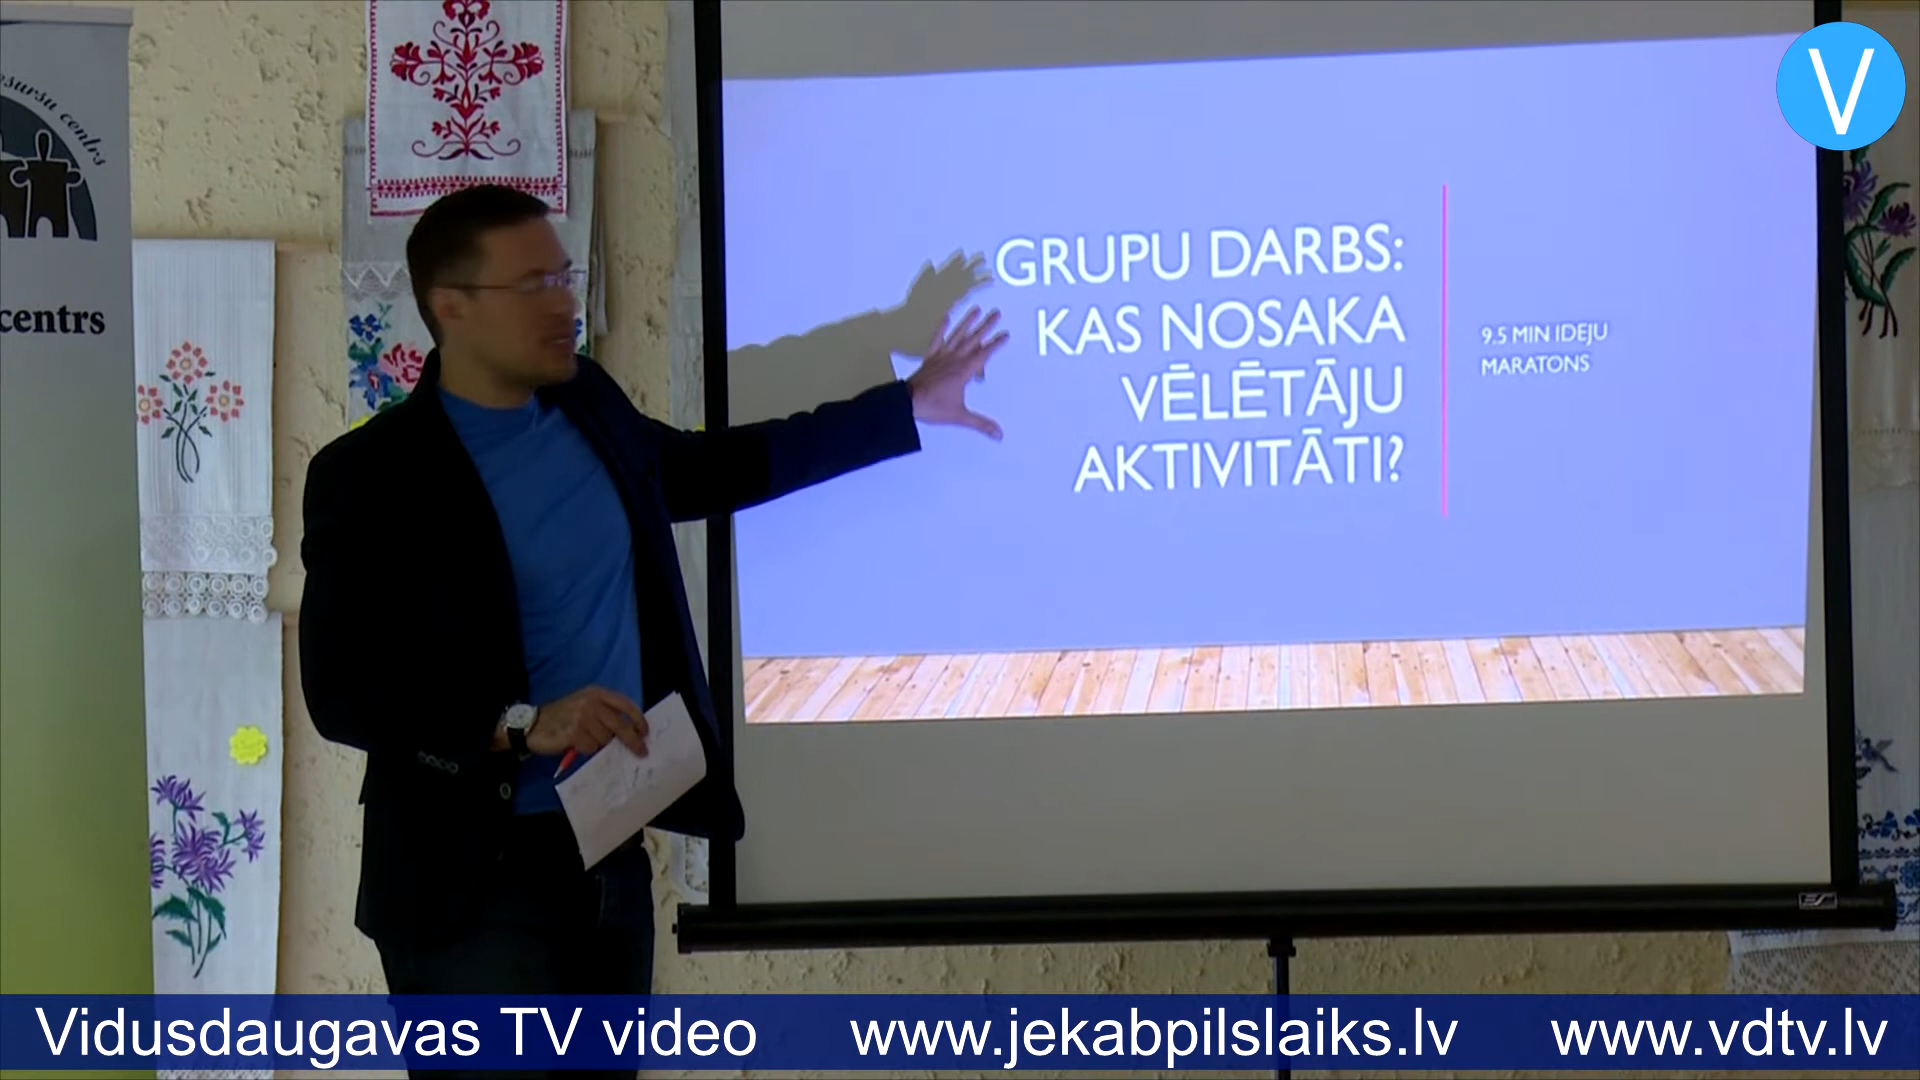 centrs
centrs
V
GRUPU DARBS:
KAS NOSAKA
VĒLĒTĀJU
AKTIVITĀTI?
9.5 MIN IDEJU
MARATONS
Vidusdaugavas TV video www.jekabpilslaiks.lv www.vdtv.lv